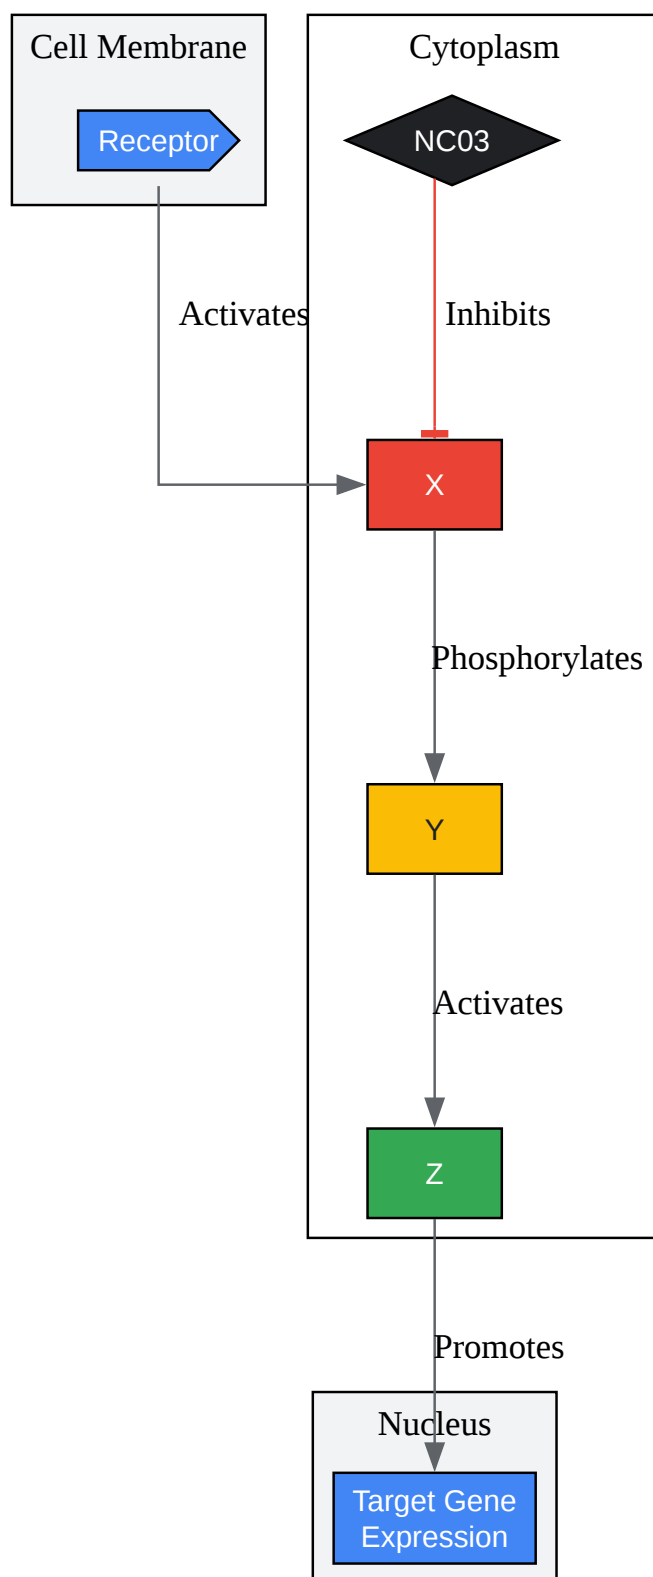 Cell Membrane
Cytoplasm
Receptor
NC03
Activates
Inhibits
X
Phosphorylates
Y
Activates
Z
Promotes
Nucleus
Target Gene
Expression